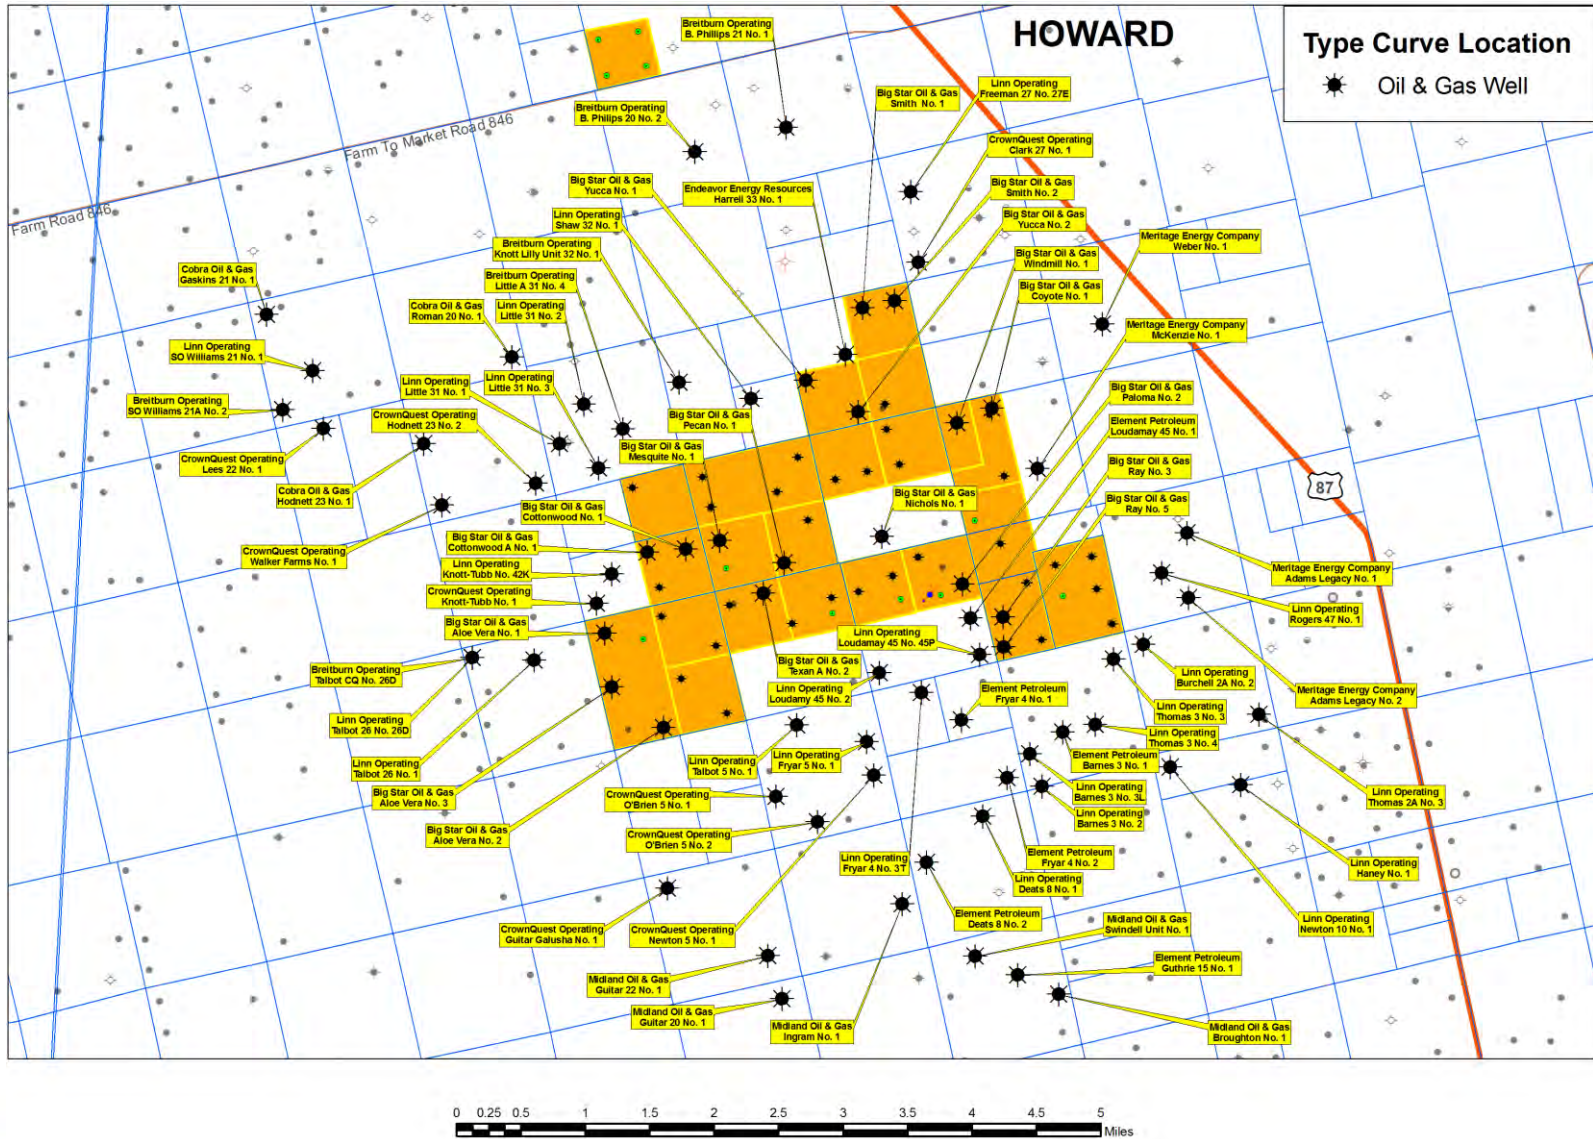 HOWARD
Type Curve Location
Oil & Gas Well
Breitburn Operating
B. Phillips 21 No. 1
Linn Operating
Freeman 27 No. 27E
Big Star Oil & Gas
Smith No. 1
Breitburn Operating
B. Philips 20 No. 2
Farm To Market Road 846
CrownQuest Operating
Clark 27 No. 1
Big Star Oil & Gas
Yucca No. 1
Endeavor Energy Resources
Harrell 33 No. 1
Big Star Oil & Gas
Smith No. 2
Farm Road 846
Linn Operating
Shaw 32 No. 1
Big Star Oil & Gas
Yucca No. 2
Breitburn Operating
Knott Lilly Unit 32 No. 1
Meritage Energy Company
Weber No. 1
Big Star Oil & Gas
Windmill No. 1
Cobra Oil & Gas
Gaskins 21 No. 1
Breitburn Operating
Little A 31 No. 4
Big Star Oil & Gas
Coyote No. 1
Cobra Oil & Gas
Roman 20 No. 1
Linn Operating
Little 31 No. 2
Meritage Energy Company
McKenzie No. 1
Linn Operating
SO Williams 21 No. 1
Linn Operating
Little 31 No. 1
Linn Operating
Little 31 No. 3
Big Star Oil & Gas
Paloma No. 2
Breitburn Operating
SO Williams 21A No. 2
CrownQuest Operating
Hodnett 23 No. 2
Big Star Oil & Gas
Pecan No. 1
Element Petroleum
Loudamay 45 No. 1
CrownQuest Operating
Lees 22 No. 1
Big Star Oil & Gas
Mesquite No. 1
Big Star Oil & Gas
Ray No. 3
87
Cobra Oil & Gas
Hodnett 23 No. 1
Big Star Oil & Gas
Nichols No. 1
Big Star Oil & Gas
Ray No. 5
Big Star Oil & Gas
Cottonwood No. 1
CrownQuest Operating
Walker Farms No. 1
Big Star Oil & Gas
Cottonwood A No. 1
Linn Operating
Knott-Tubb No. 42K
Meritage Energy Company
Adams Legacy No. 1
CrownQuest Operating
Knott-Tubb No. 1
Linn Operating
Rogers 47 No. 1
Big Star Oil & Gas
Aloe Vera No. 1
Linn Operating
Loudamay 45 No. 45P
Breitburn Operating
Talbot CQ No. 26D
Big Star Oil & Gas
Texan A No. 2
Linn Operating
Burchell 2A No. 2
Linn Operating
Loudamy 45 No. 2
Element Petroleum
Fryar 4 No. 1
Meritage Energy Company
Adams Legacy No. 2
Linn Operating
Talbot 26 No. 26D
Linn Operating
Thomas 3 No. 3
Linn Operating
Thomas 3 No. 4
Linn Operating
Talbot 26 No. 1
Linn Operating
Talbot 5 No. 1
Linn Operating
Fryar 5 No. 1
Element Petroleum
Barnes 3 No. 1
Big Star Oil & Gas
Aloe Vera No. 3
CrownQuest Operating
O'Brien 5 No. 1
Linn Operating
Barnes 3 No. 3L
Linn Operating
Thomas 2A No. 3
Linn Operating
Barnes 3 No. 2
Big Star Oil & Gas
Aloe Vera No. 2
CrownQuest Operating
O'Brien 5 No. 2
Linn Operating
Fryar 4 No. 3T
Element Petroleum
Fryar 4 No. 2
Linn Operating
Haney No. 1
Linn Operating
Deats 8 No. 1
CrownQuest Operating
Guitar Galusha No. 1
CrownQuest Operating
Newton 5 No. 1
Element Petroleum
Deats 8 No. 2
Midland Oil & Gas
Swindell Unit No. 1
Linn Operating
Newton 10 No. 1
Element Petroleum
Guthrie 15 No. 1
Midland Oil & Gas
Guitar 22 No. 1
Midland Oil & Gas
Guitar 20 No. 1
Midland Oil & Gas
Ingram No. 1
Midland Oil & Gas
Broughton No. 1
0 0.25 0.5 1 1.5 2 2.5 3 3.5 4 4.5 5
Miles